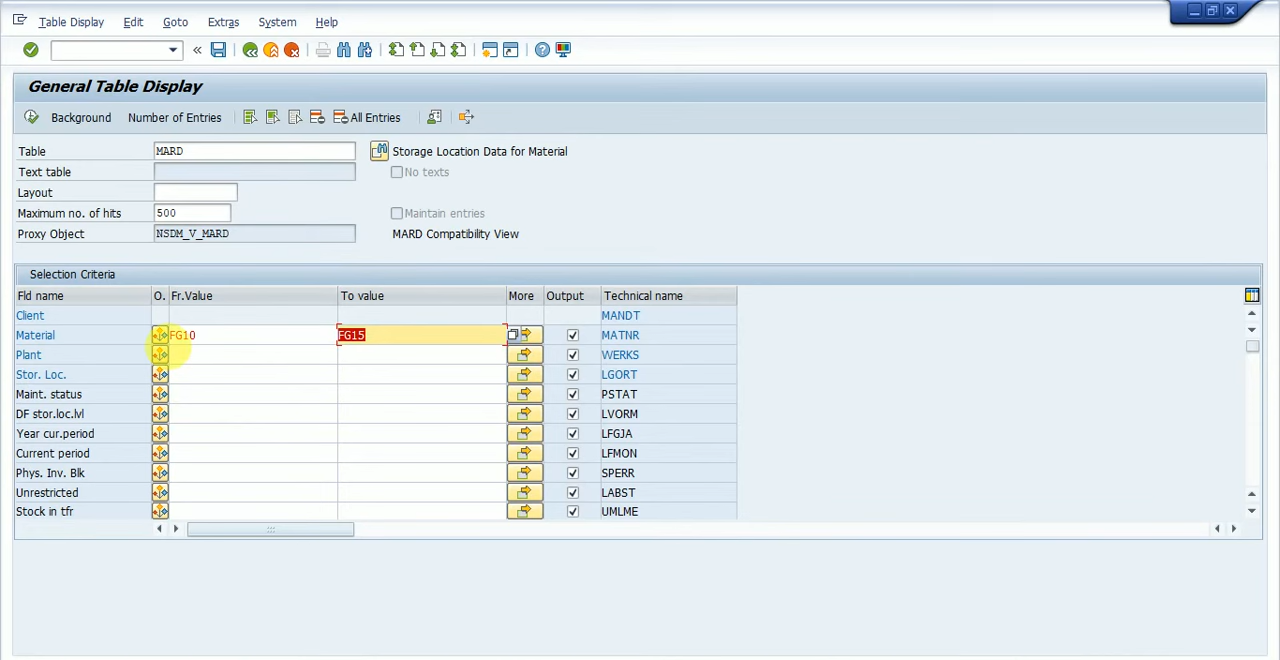 Table Display Edit Goto Extras System Help
General Table Display
Background Number of Entries All Entries
Table MARD Storage Location Data for Material
Text table No texts
Layout
Maximum no. of hits 500 Maintain entries
Proxy Object NSDM_V_MARD MARD Compatibility View
Selection Criteria
Fld name O. Fr.Value To value More Output Technical name
Client MANDT
Material FG10 FG15 MATNR
Plant WERKS
Stor. Loc. LGORT
Maint. status PSTAT
DF stor.loc.lvl LVORM
Year cur.period LFGJA
Current period LFMON
Phys. Inv. Blk SPERR
Unrestricted LABST
Stock in tfr UMLME